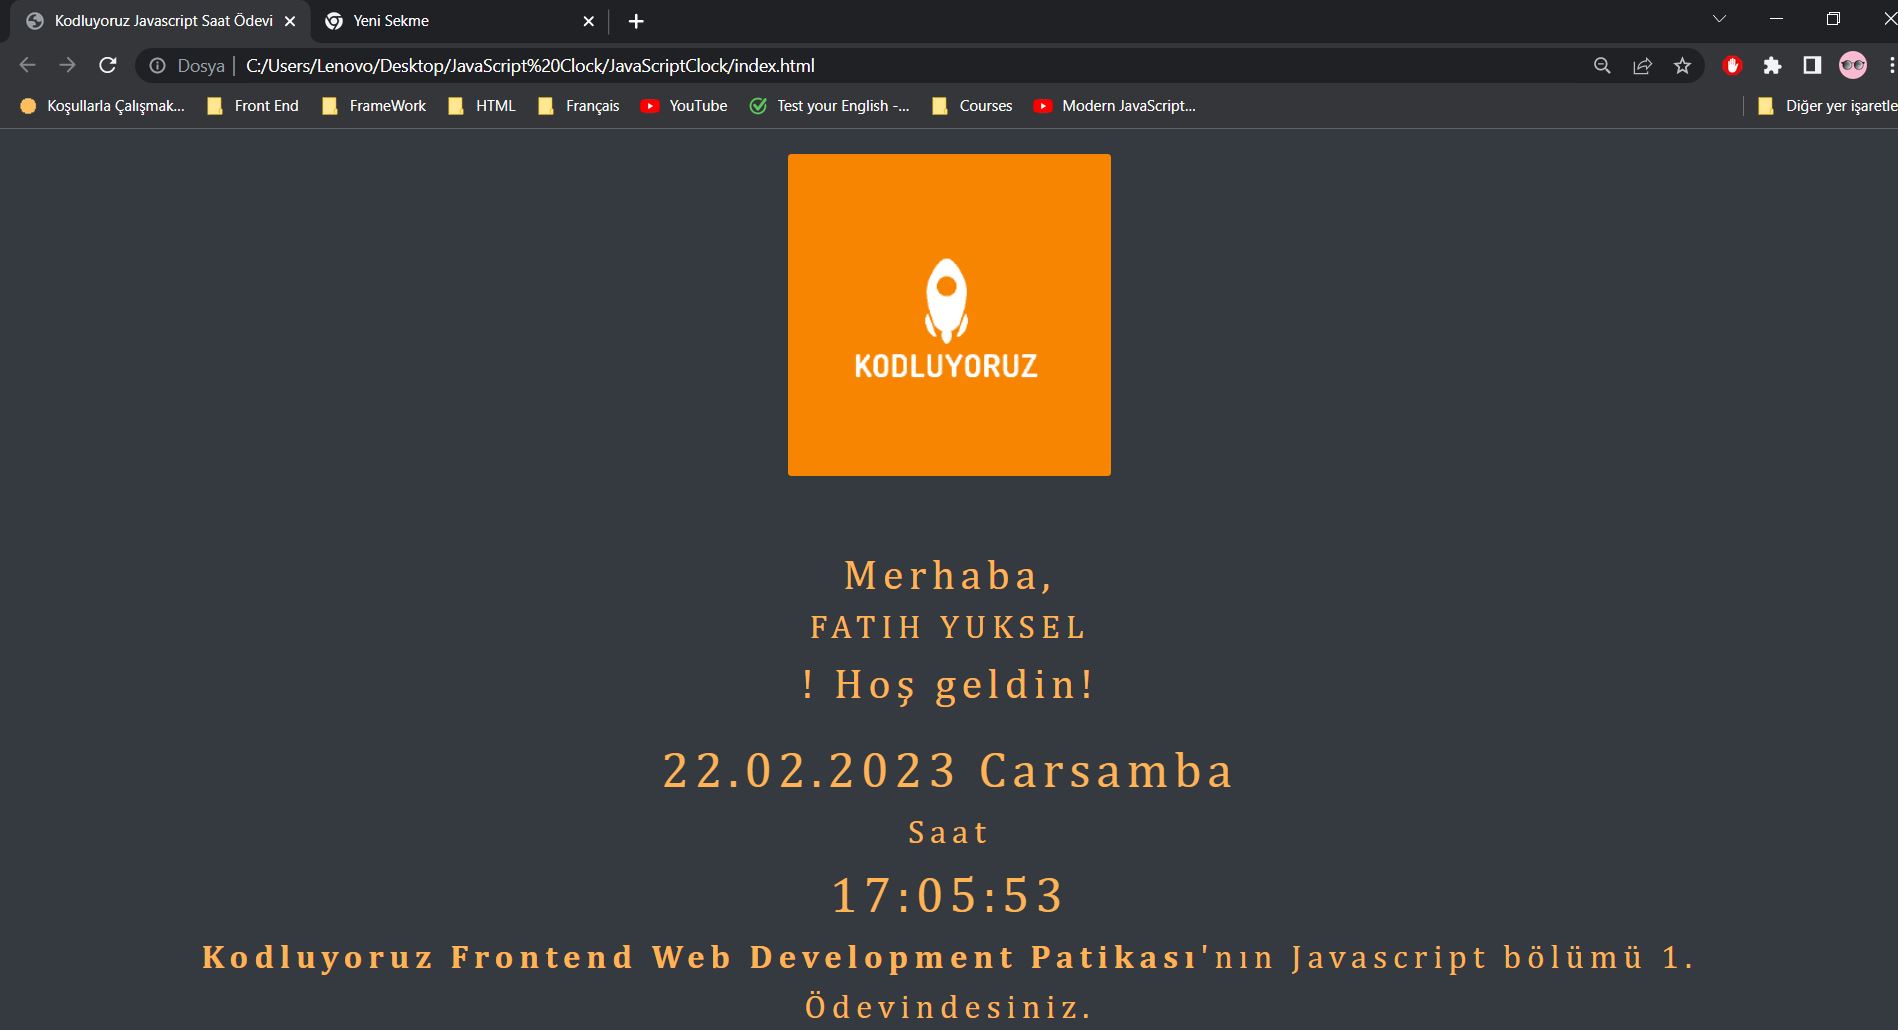 Kodluyoruz Javascript Saat Ödevi Yeni Sekme
Dosya C:/Users/Lenovo/Desktop/JavaScript%20Clock/JavaScriptClock/index.html
Koşullarla Çalışmak... Front End FrameWork HTML Français YouTube Test your English -... Courses Modern JavaScript... Diğer yer işaretle
KODLUYORUZ
Merhaba,
FATIH YUKSEL
! Hoş geldin!
22.02.2023 Carsamba
Saat
17:05:53
Kodluyoruz Frontend Web Development Patikası'nın Javascript bölümü 1.
Ödevindesiniz.